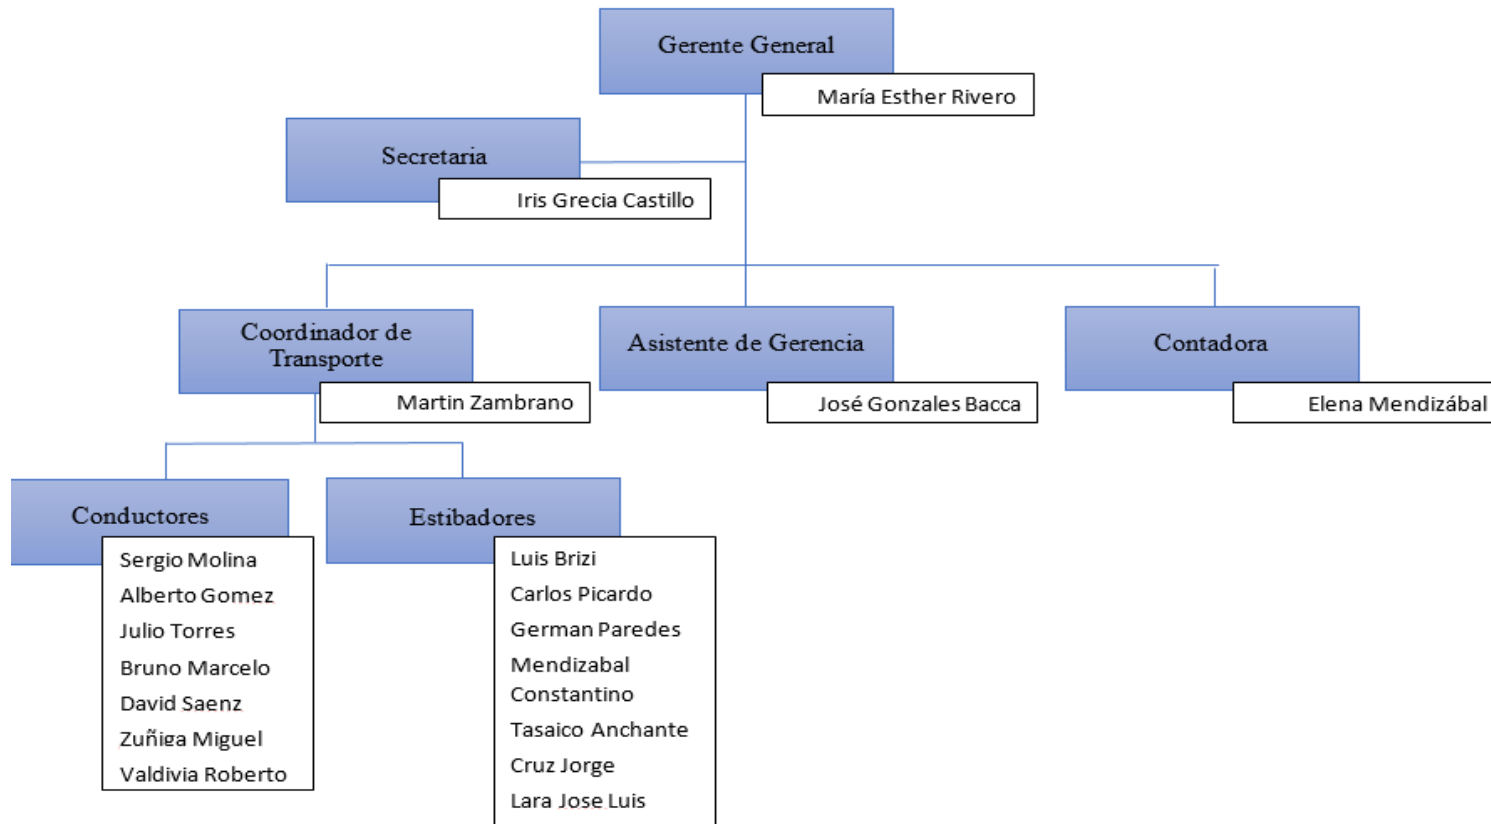 Gerente General
María Esther Rivero
Secretaria
Iris Grecia Castillo
Coordinador de
Transporte
Martin Zambrano
Asistente de Gerencia
José Gonzales Bacca
Contadora
Elena Mendizábal
Conductores
Sergio Molina
Alberto Gomez
Julio Torres
Bruno Marcelo
David Saenz
Zuñiga Miguel
Valdivia Roberto
Estibadores
Luis Brizi
Carlos Picardo
German Paredes
Mendizabal
Constantino
Tasaico Anchante
Cruz Jorge
Lara Jose Luis